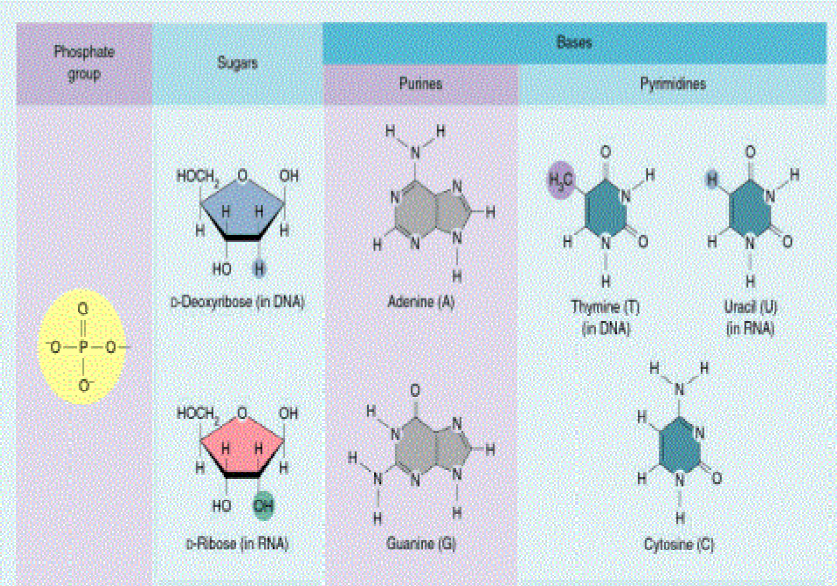 Phosphate
group
Sugars
Bases
Purines
Pyrimidines
O
⁻O—P—O—
O⁻
HOCH₂ O OH
H H
H H
HO H
D-Deoxyribose (in DNA)
HOCH₂ O OH
H H
H H
HO OH
D-Ribose (in RNA)
H H
N
N N
H
H N N
H
Adenine (A)
O
H
N N
H
H N N N
H H
Guanine (G)
O
H₃C H
N
H N O
H
Thymine (T)
(in DNA)
O
H H
N
H N O
H
Uracil (U)
(in RNA)
H H
N
H
N
H N O
H
Cytosine (C)